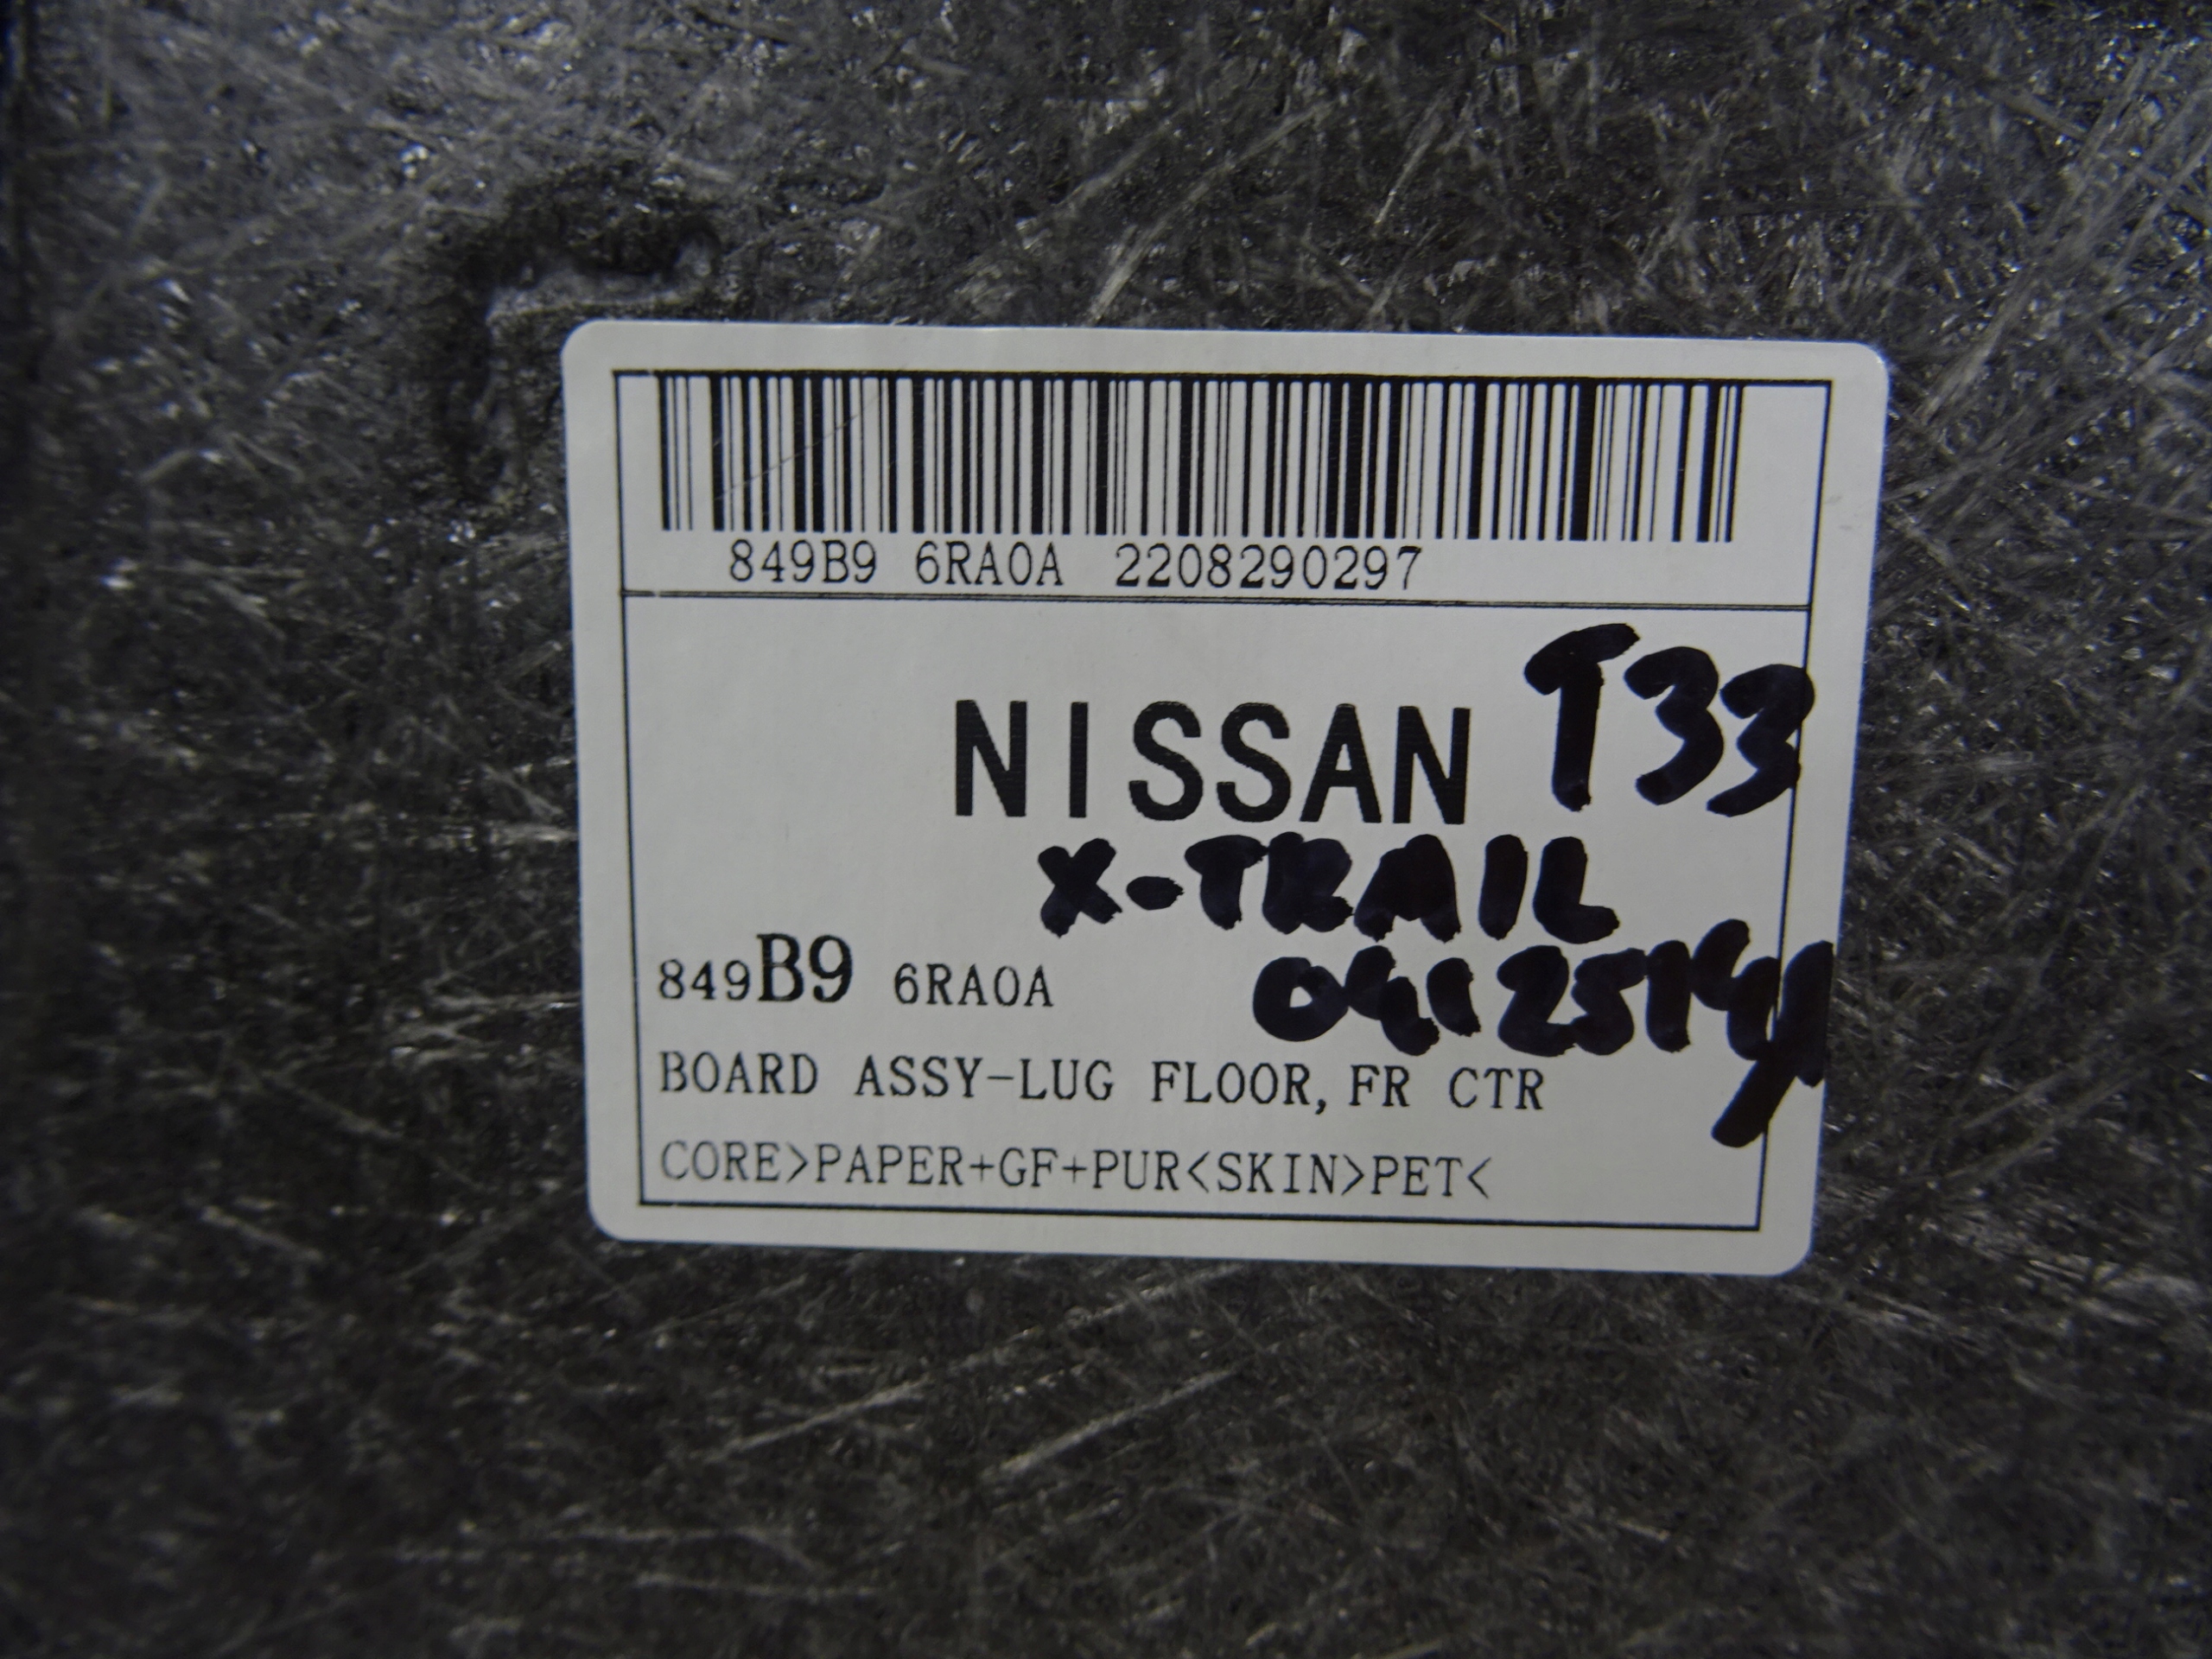 849B9 6RA0A 2208290297
NISSAN T33
X-TRAIL
849B9 6RA0A
BOARD ASSY-LUG FLOOR, FR CTR
CORE>PAPER+GF+PUR<SKIN>PET<